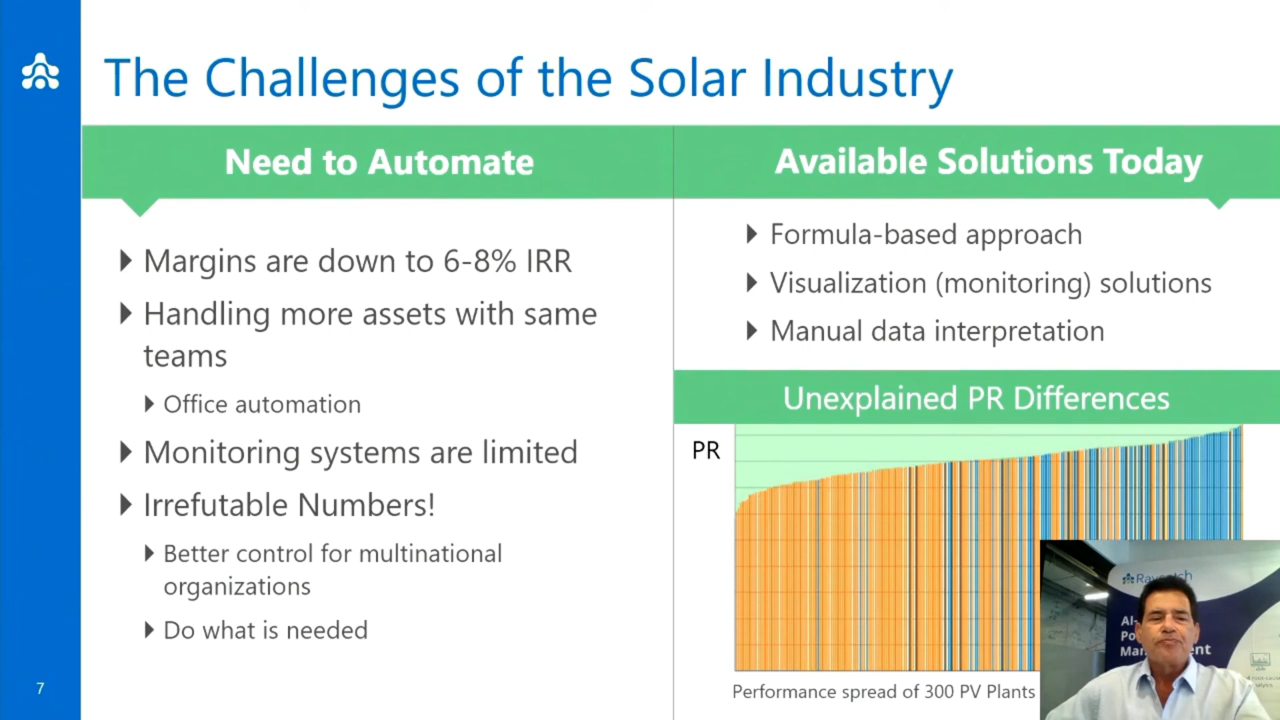 The Challenges of the Solar Industry
Need to Automate
Margins are down to 6-8% IRR
Handling more assets with same
teams
Office automation
Monitoring systems are limited
Irrefutable Numbers!
Better control for multinational
organizations
Do what is needed
7
Available Solutions Today
Formula-based approach
Visualization (monitoring) solutions
Manual data interpretation
Unexplained PR Differences
PR
Performance spread of 300 PV Plants